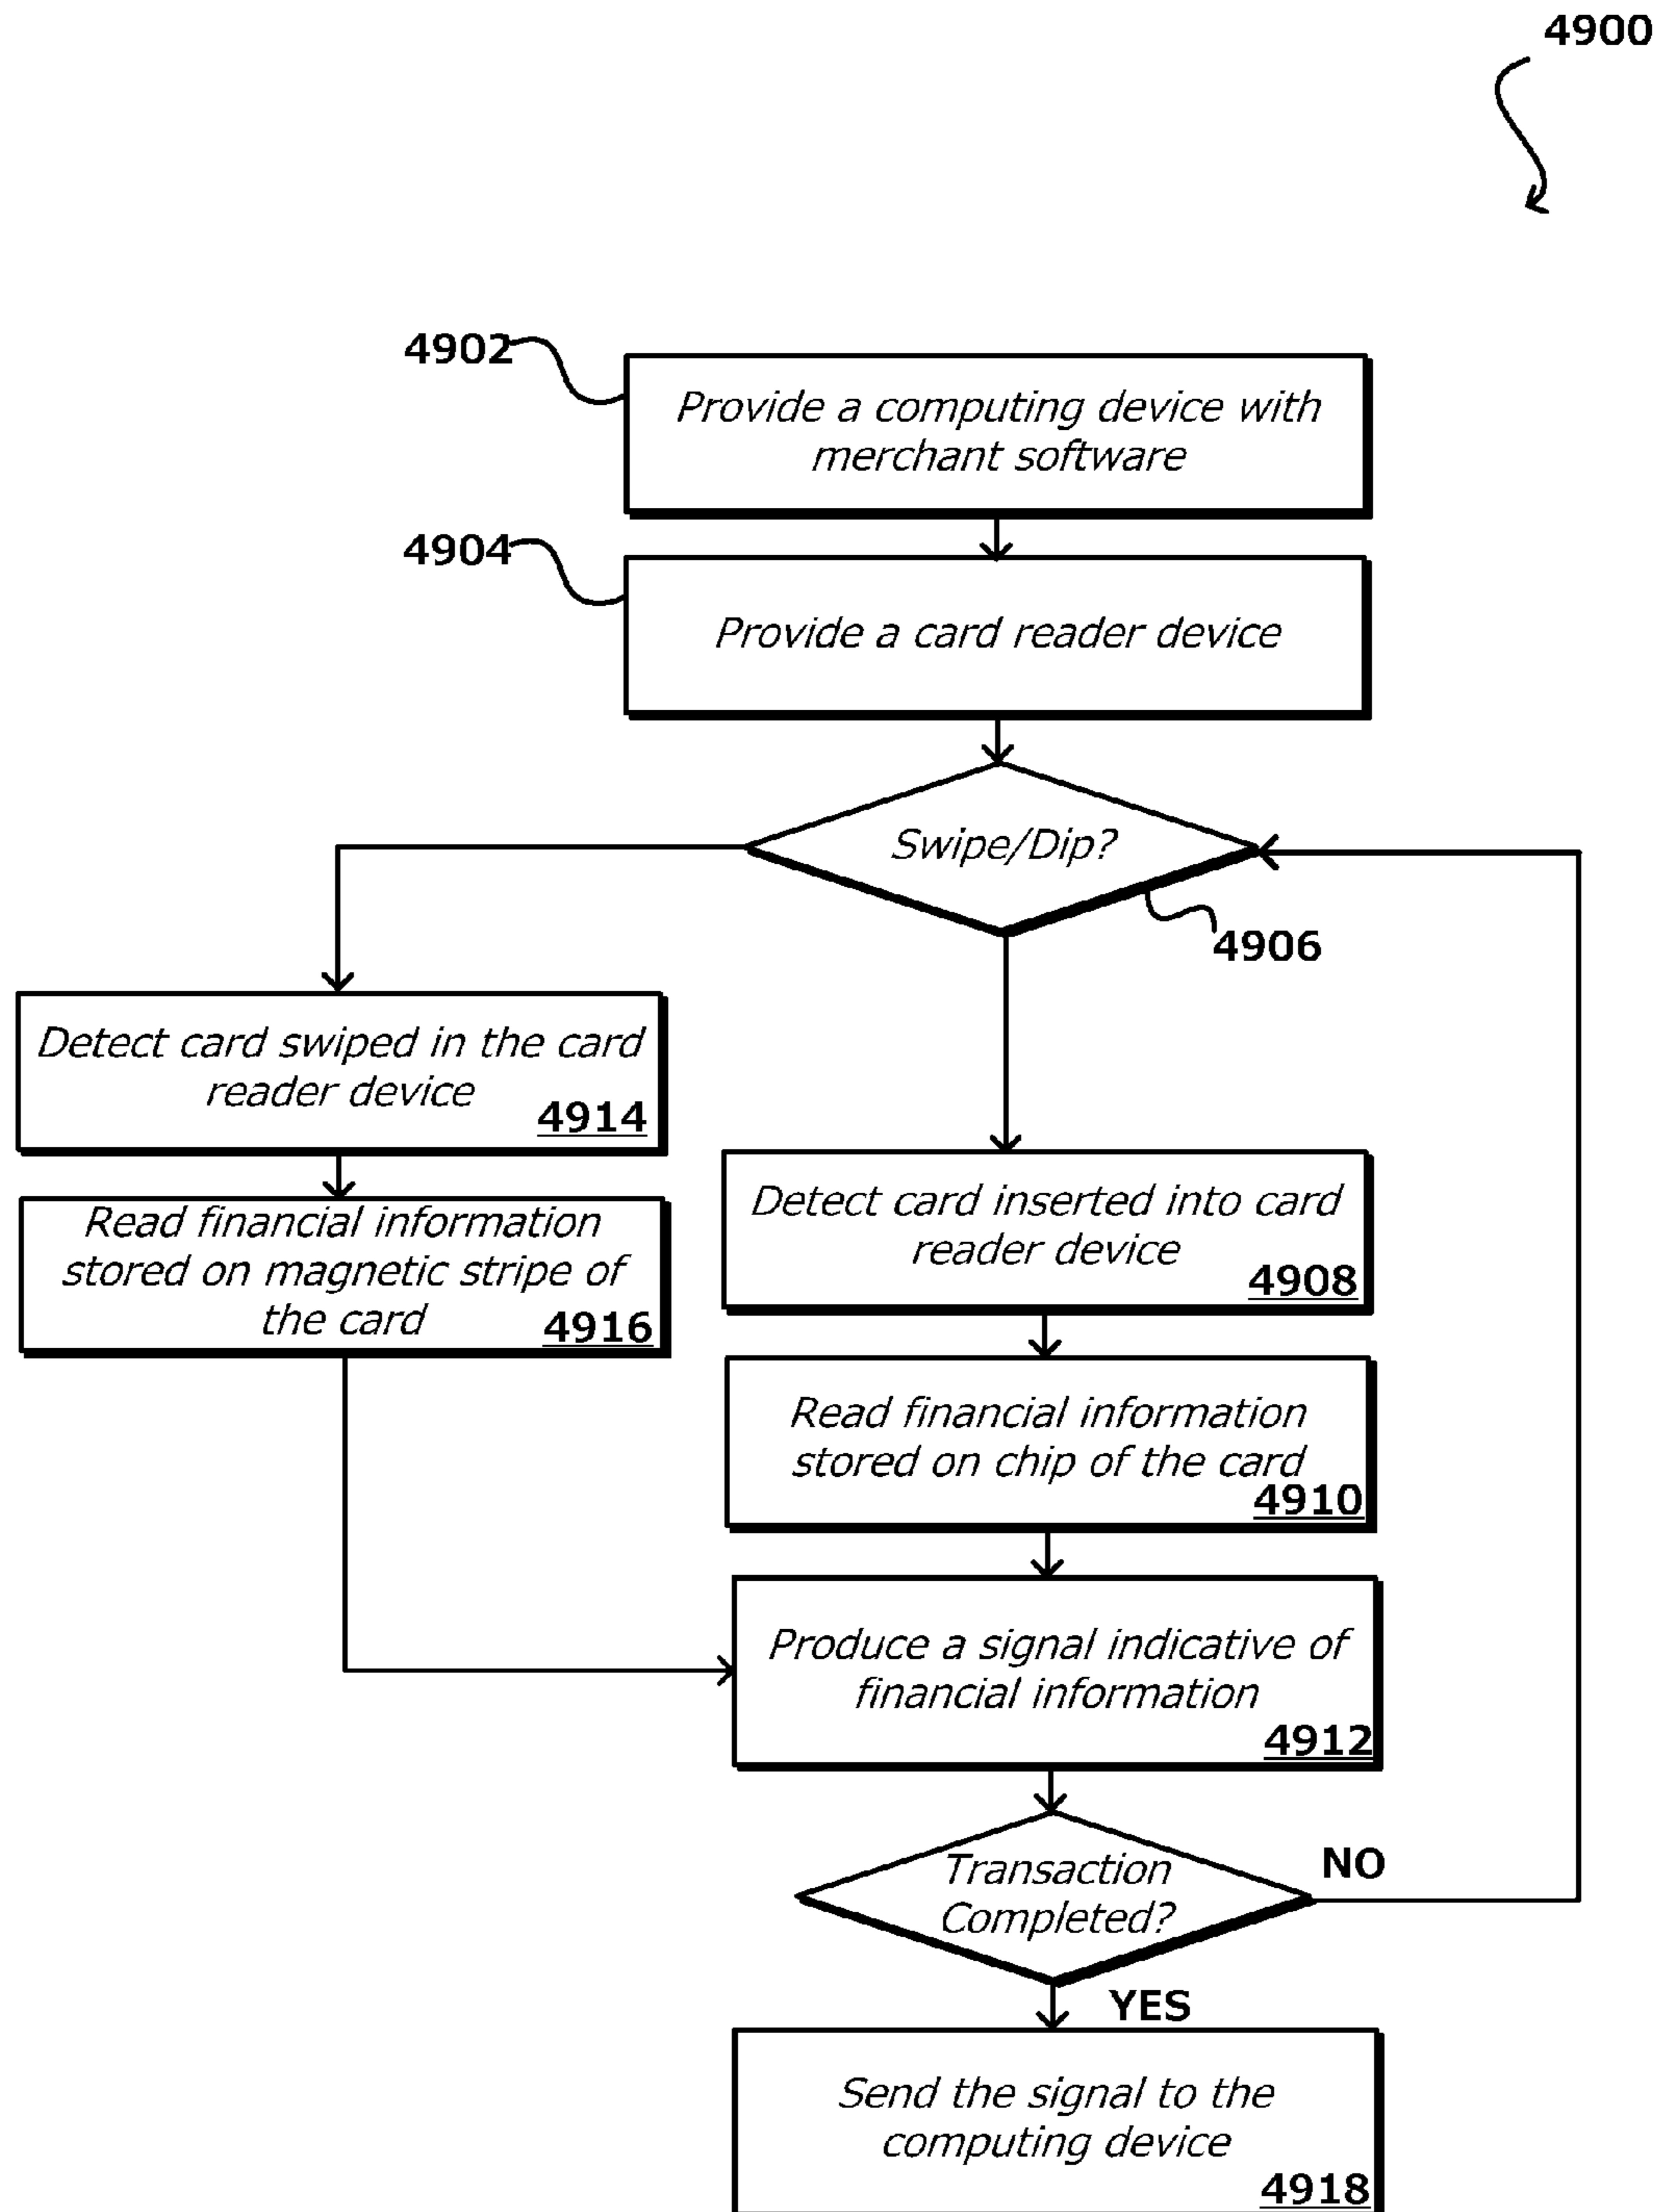 4900
4902
Provide a computing device with
merchant software
4904
Provide a card reader device
Swipe/Dip?
4906
Detect card swiped in the card
reader device
4914
Read financial information
stored on magnetic stripe of
the card
4916
Detect card inserted into card
reader device
4908
Read financial information
stored on chip of the card
4910
Produce a signal indicative of
financial information
4912
Transaction
Completed?
NO
YES
Send the signal to the
computing device
4918